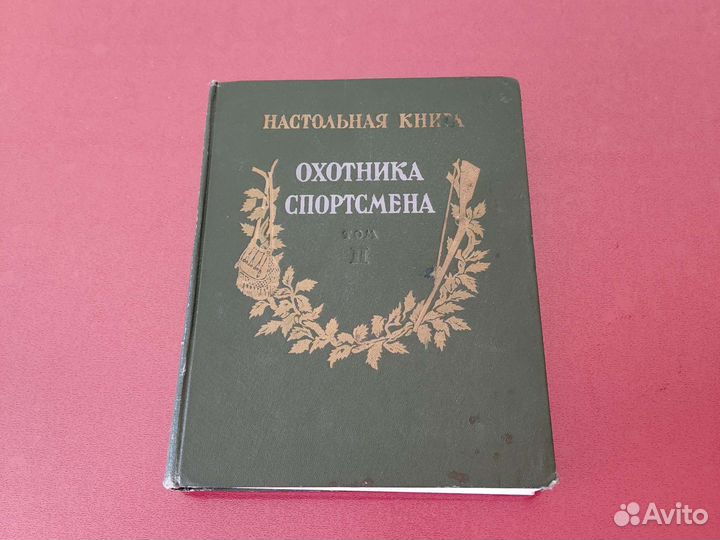 НАСТОЛЬНАЯ КНИГА
ОХОТНИКА
СПОРТСМЕНА
ТОМ
II
Avito